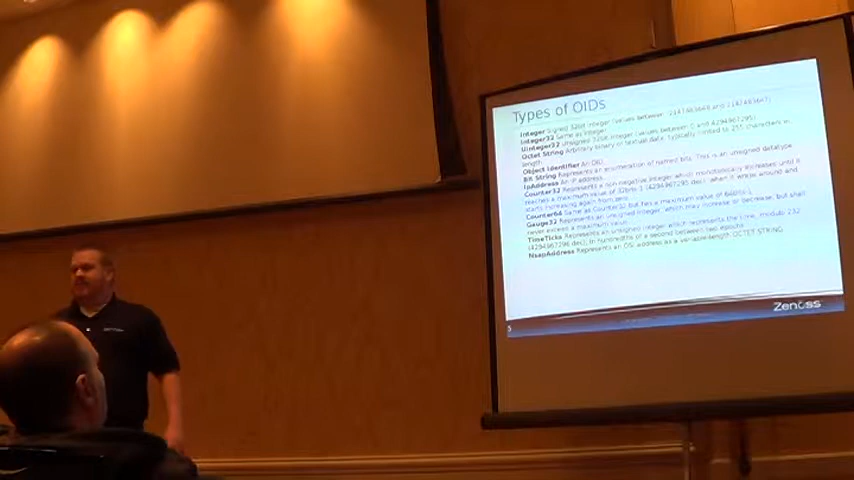 Types of OIDs
Integer Signed 32bit Integer (values between -2147483648 and 2147483647)
Integer32 Same as Integer
UInteger32 Unsigned 32bit Integer (values between 0 and 4294967295)
Octet String Arbitrary binary or textual data, typically limited to 255 characters in
length
Object Identifier An OID
Bit String Represents an enumeration of named bits. This is an unsigned datatype
IpAddress An IP address
Counter32 Represents a non-negative integer which monotonically increases until it
reaches a maximum value of 32bits-1 (4294967295 dec), when it wraps around and
starts increasing again from zero
Counter64 Same as Counter32 but has a maximum value of 64bits-1
Gauge32 Represents an unsigned integer, which may increase or decrease, but shall
never exceed a maximum value
TimeTicks Represents an unsigned integer which represents the time, modulo 232
(4294967296 dec), in hundredths of a second between two epochs
NsapAddress Represents an OSI address as a variable-length OCTET STRING
5
Zenoss